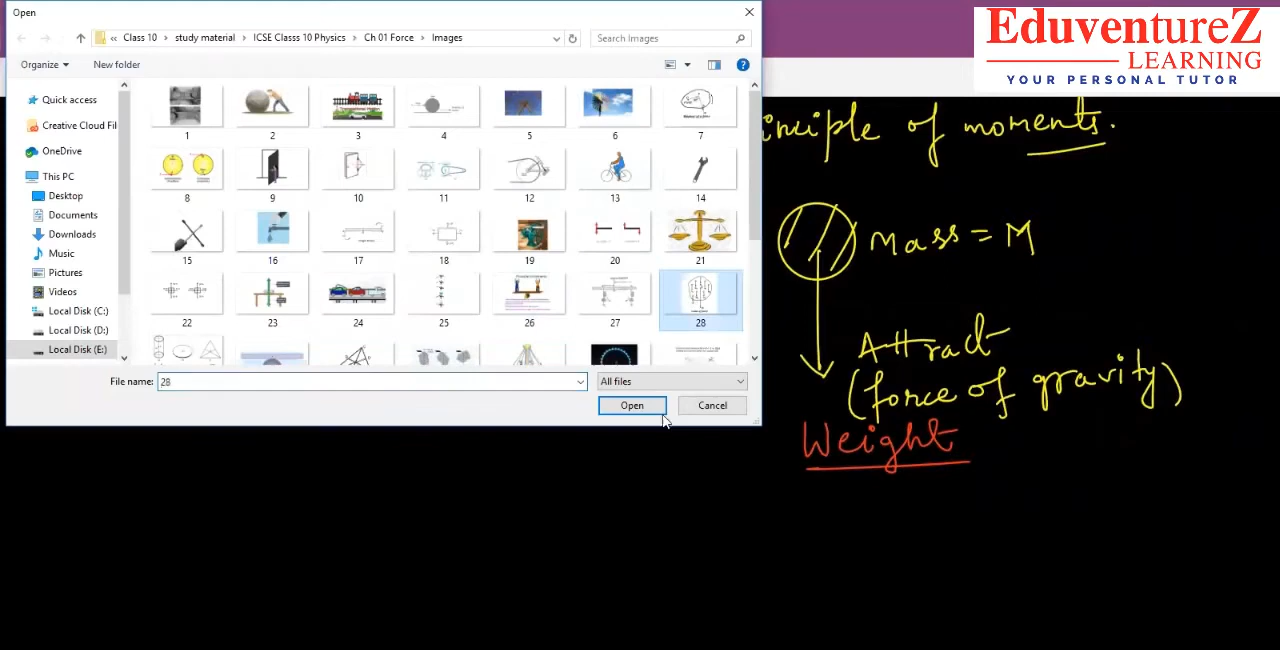 Open
Class 10 > study material > ICSE Classs 10 Physics > Ch 01 Force > Images
Search Images
Organize
New folder
Quick access
Creative Cloud Fil
OneDrive
This PC
Desktop
Documents
Downloads
Music
Pictures
Videos
Local Disk (C:)
Local Disk (D:)
Local Disk (E:)
1 2 3 4 5 6 7
8 9 10 11 12 13 14
15 16 17 18 19 20 21
22 23 24 25 26 27 28
File name: 28
All files
Open
Cancel
EduventureZ
LEARNING
YOUR PERSONAL TUTOR
inciple of moments.
Mass = M
Attract
(force of gravity)
Weight